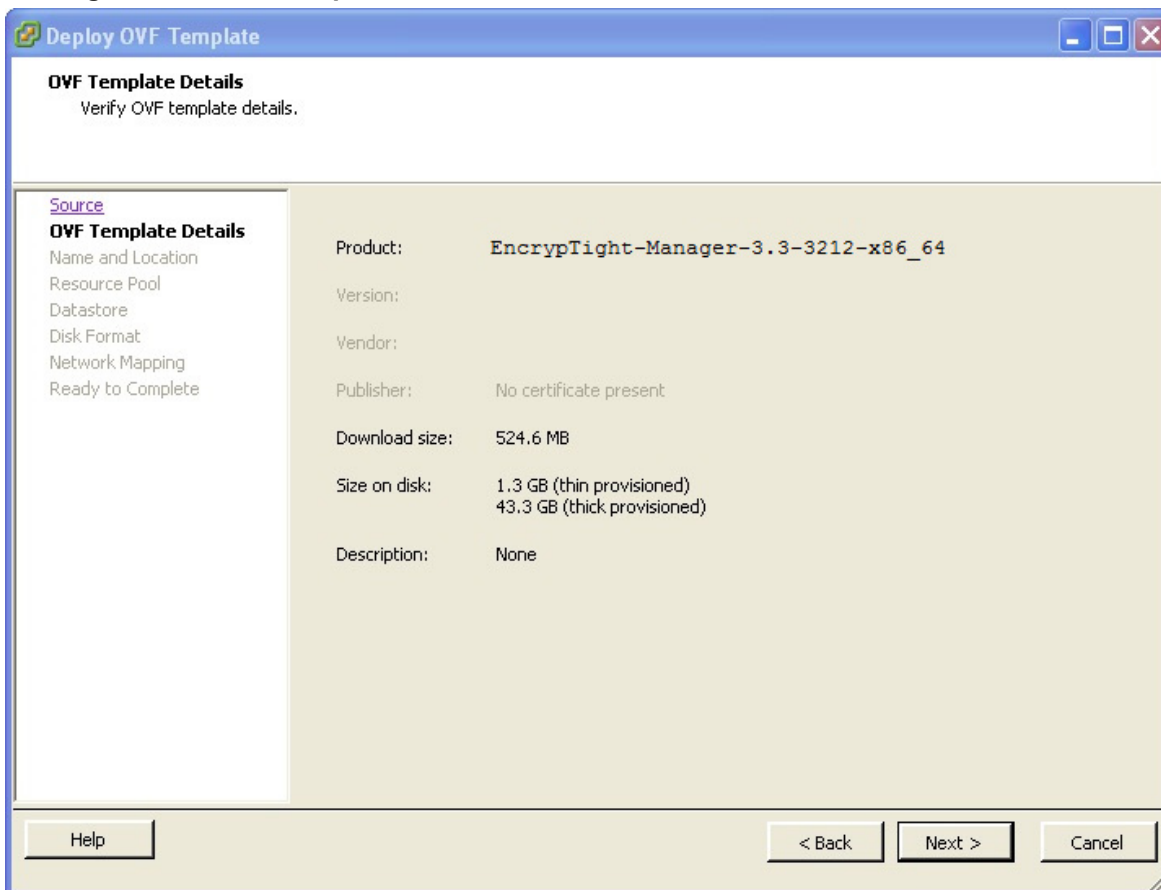 Deploy OVF Template
OVF Template Details
Verify OVF template details.
Source
OVF Template Details
Name and Location
Resource Pool
Datastore
Disk Format
Network Mapping
Ready to Complete
Product: EncrypTight-Manager-3.3-3212-x86_64
Version:
Vendor:
Publisher: No certificate present
Download size: 524.6 MB
Size on disk: 1.3 GB (thin provisioned)
43.3 GB (thick provisioned)
Description: None
Help < Back Next > Cancel